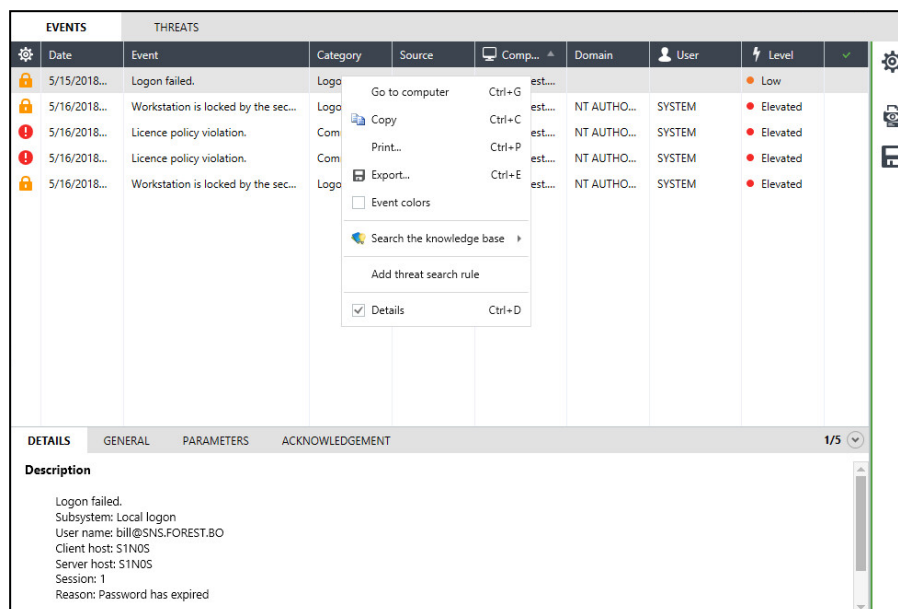 EVENTS THREATS
Date Event Category Source Comp... Domain User Level
5/15/2018... Logon failed. Logo est.... Low
5/16/2018... Workstation is locked by the sec... Logo est.... NT AUTHO... SYSTEM Elevated
5/16/2018... Licence policy violation. Com est.... NT AUTHO... SYSTEM Elevated
5/16/2018... Licence policy violation. Com est.... NT AUTHO... SYSTEM Elevated
5/16/2018... Workstation is locked by the sec... Logo est.... NT AUTHO... SYSTEM Elevated
Go to computer Ctrl+G
Copy Ctrl+C
Print... Ctrl+P
Export... Ctrl+E
Event colors
Search the knowledge base
Add threat search rule
Details Ctrl+D
DETAILS GENERAL PARAMETERS ACKNOWLEDGEMENT 1/5
Description
Logon failed.
Subsystem: Local logon
User name: bill@SNS.FOREST.BO
Client host: S1N0S
Server host: S1N0S
Session: 1
Reason: Password has expired